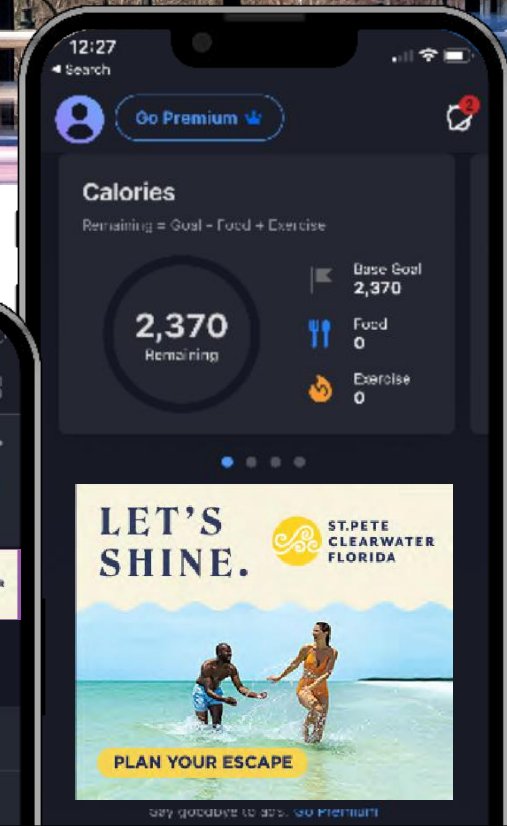 12:27
◀ Search
Go Premium
2
Calories
Remaining = Goal - Food + Exercise
2,370
Remaining
Base Goal
2,370
Food
0
Exercise
0
LET'S
SHINE.
ST.PETE
CLEARWATER
FLORIDA
PLAN YOUR ESCAPE
Say goodbye to ads. Go Premium